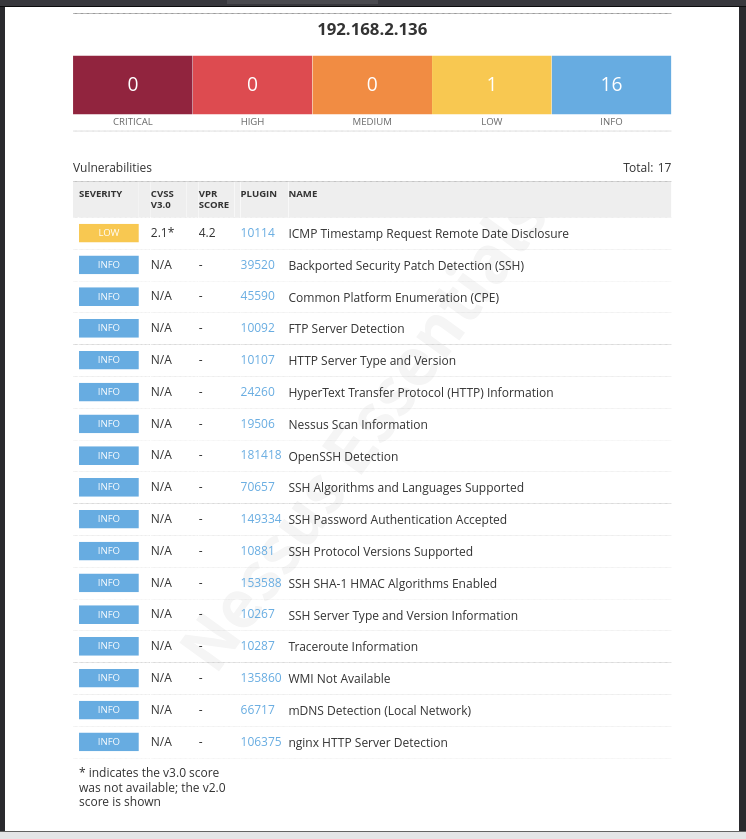 192.168.2.136
0 0 0 1 16
CRITICAL HIGH MEDIUM LOW INFO
Vulnerabilities Total: 17
SEVERITY CVSS V3.0 VPR SCORE PLUGIN NAME
LOW 2.1* 4.2 10114 ICMP Timestamp Request Remote Date Disclosure
INFO N/A - 39520 Backported Security Patch Detection (SSH)
INFO N/A - 45590 Common Platform Enumeration (CPE)
INFO N/A - 10092 FTP Server Detection
INFO N/A - 10107 HTTP Server Type and Version
INFO N/A - 24260 HyperText Transfer Protocol (HTTP) Information
INFO N/A - 19506 Nessus Scan Information
INFO N/A - 181418 OpenSSH Detection
INFO N/A - 70657 SSH Algorithms and Languages Supported
INFO N/A - 149334 SSH Password Authentication Accepted
INFO N/A - 10881 SSH Protocol Versions Supported
INFO N/A - 153588 SSH SHA-1 HMAC Algorithms Enabled
INFO N/A - 10267 SSH Server Type and Version Information
INFO N/A - 10287 Traceroute Information
INFO N/A - 135860 WMI Not Available
INFO N/A - 66717 mDNS Detection (Local Network)
INFO N/A - 106375 nginx HTTP Server Detection
* indicates the v3.0 score
was not available; the v2.0
score is shown
Nessus Essentials